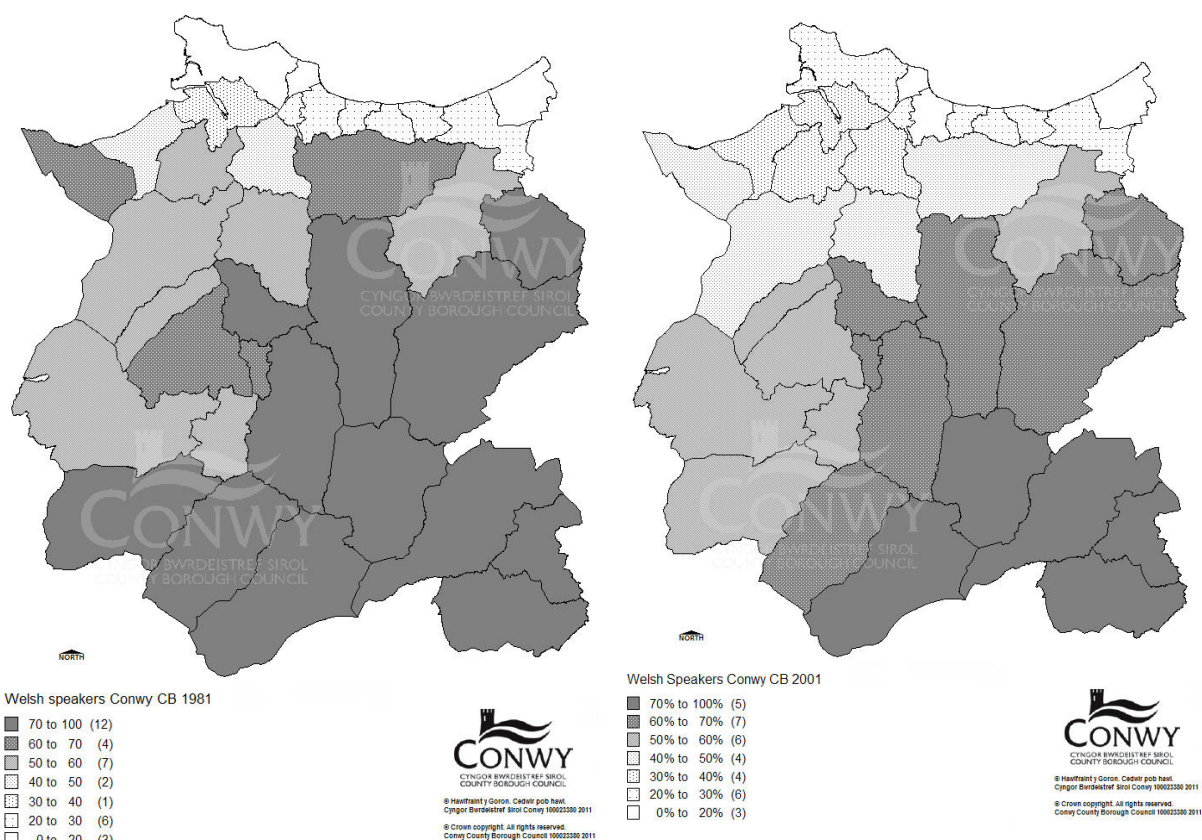 CONWY
CYNGOR BWRDEISTREF SIROL
COUNTY BOROUGH COUNCIL
CONWY
CYNGOR BWRDEISTREF SIROL
COUNTY BOROUGH COUNCIL
NORTH
Welsh speakers Conwy CB 1981
70 to 100 (12)
60 to 70 (4)
50 to 60 (7)
40 to 50 (2)
30 to 40 (1)
20 to 30 (6)
0 to 20 (3)
CONWY
CYNGOR BWRDEISTREF SIROL
COUNTY BOROUGH COUNCIL
© Hawlfraint y Goron. Cedwir pob hawl.
Cyngor Bwrdeistref Sirol Conwy 100023380 2011
© Crown copyright. All rights reserved.
Conwy County Borough Council 100023380 2011
CONWY
CYNGOR BWRDEISTREF SIROL
COUNTY BOROUGH COUNCIL
CONWY
CYNGOR BWRDEISTREF SIROL
COUNTY BOROUGH COUNCIL
NORTH
Welsh Speakers Conwy CB 2001
70% to 100% (5)
60% to 70% (7)
50% to 60% (6)
40% to 50% (4)
30% to 40% (4)
20% to 30% (6)
0% to 20% (3)
CONWY
CYNGOR BWRDEISTREF SIROL
COUNTY BOROUGH COUNCIL
© Hawlfraint y Goron. Cedwir pob hawl.
Cyngor Bwrdeistref Sirol Conwy 100023380 2011
© Crown copyright. All rights reserved.
Conwy County Borough Council 100023380 2011